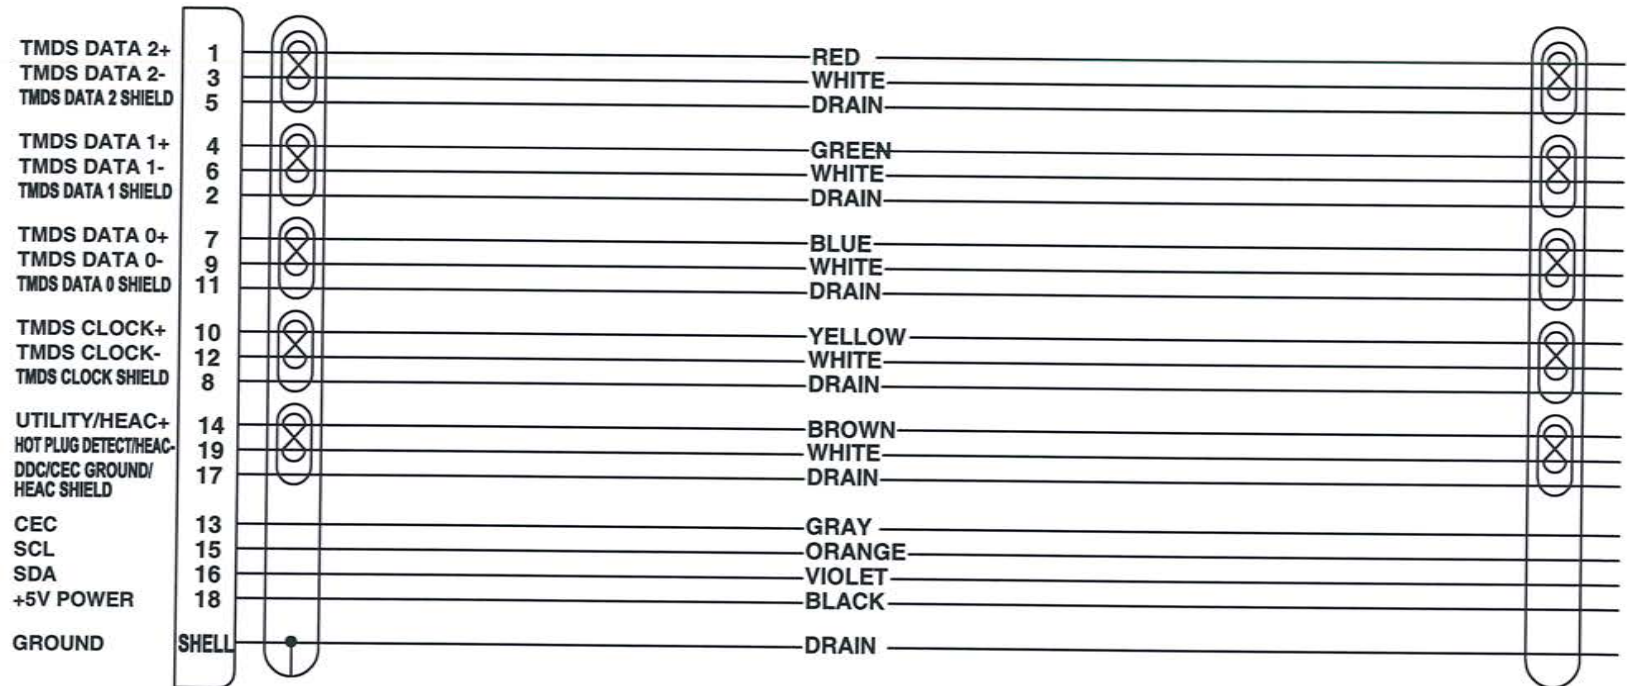 TMDS DATA 2+ 1 RED
TMDS DATA 2- 3 WHITE
TMDS DATA 2 SHIELD 5 DRAIN
TMDS DATA 1+ 4 GREEN
TMDS DATA 1- 6 WHITE
TMDS DATA 1 SHIELD 2 DRAIN
TMDS DATA 0+ 7 BLUE
TMDS DATA 0- 9 WHITE
TMDS DATA 0 SHIELD 11 DRAIN
TMDS CLOCK+ 10 YELLOW
TMDS CLOCK- 12 WHITE
TMDS CLOCK SHIELD 8 DRAIN
UTILITY/HEAC+ 14 BROWN
HOT PLUG DETECT/HEAC- 19 WHITE
DDC/CEC GROUND/ 17 DRAIN
HEAC SHIELD
CEC 13 GRAY
SCL 15 ORANGE
SDA 16 VIOLET
+5V POWER 18 BLACK
GROUND SHELL DRAIN